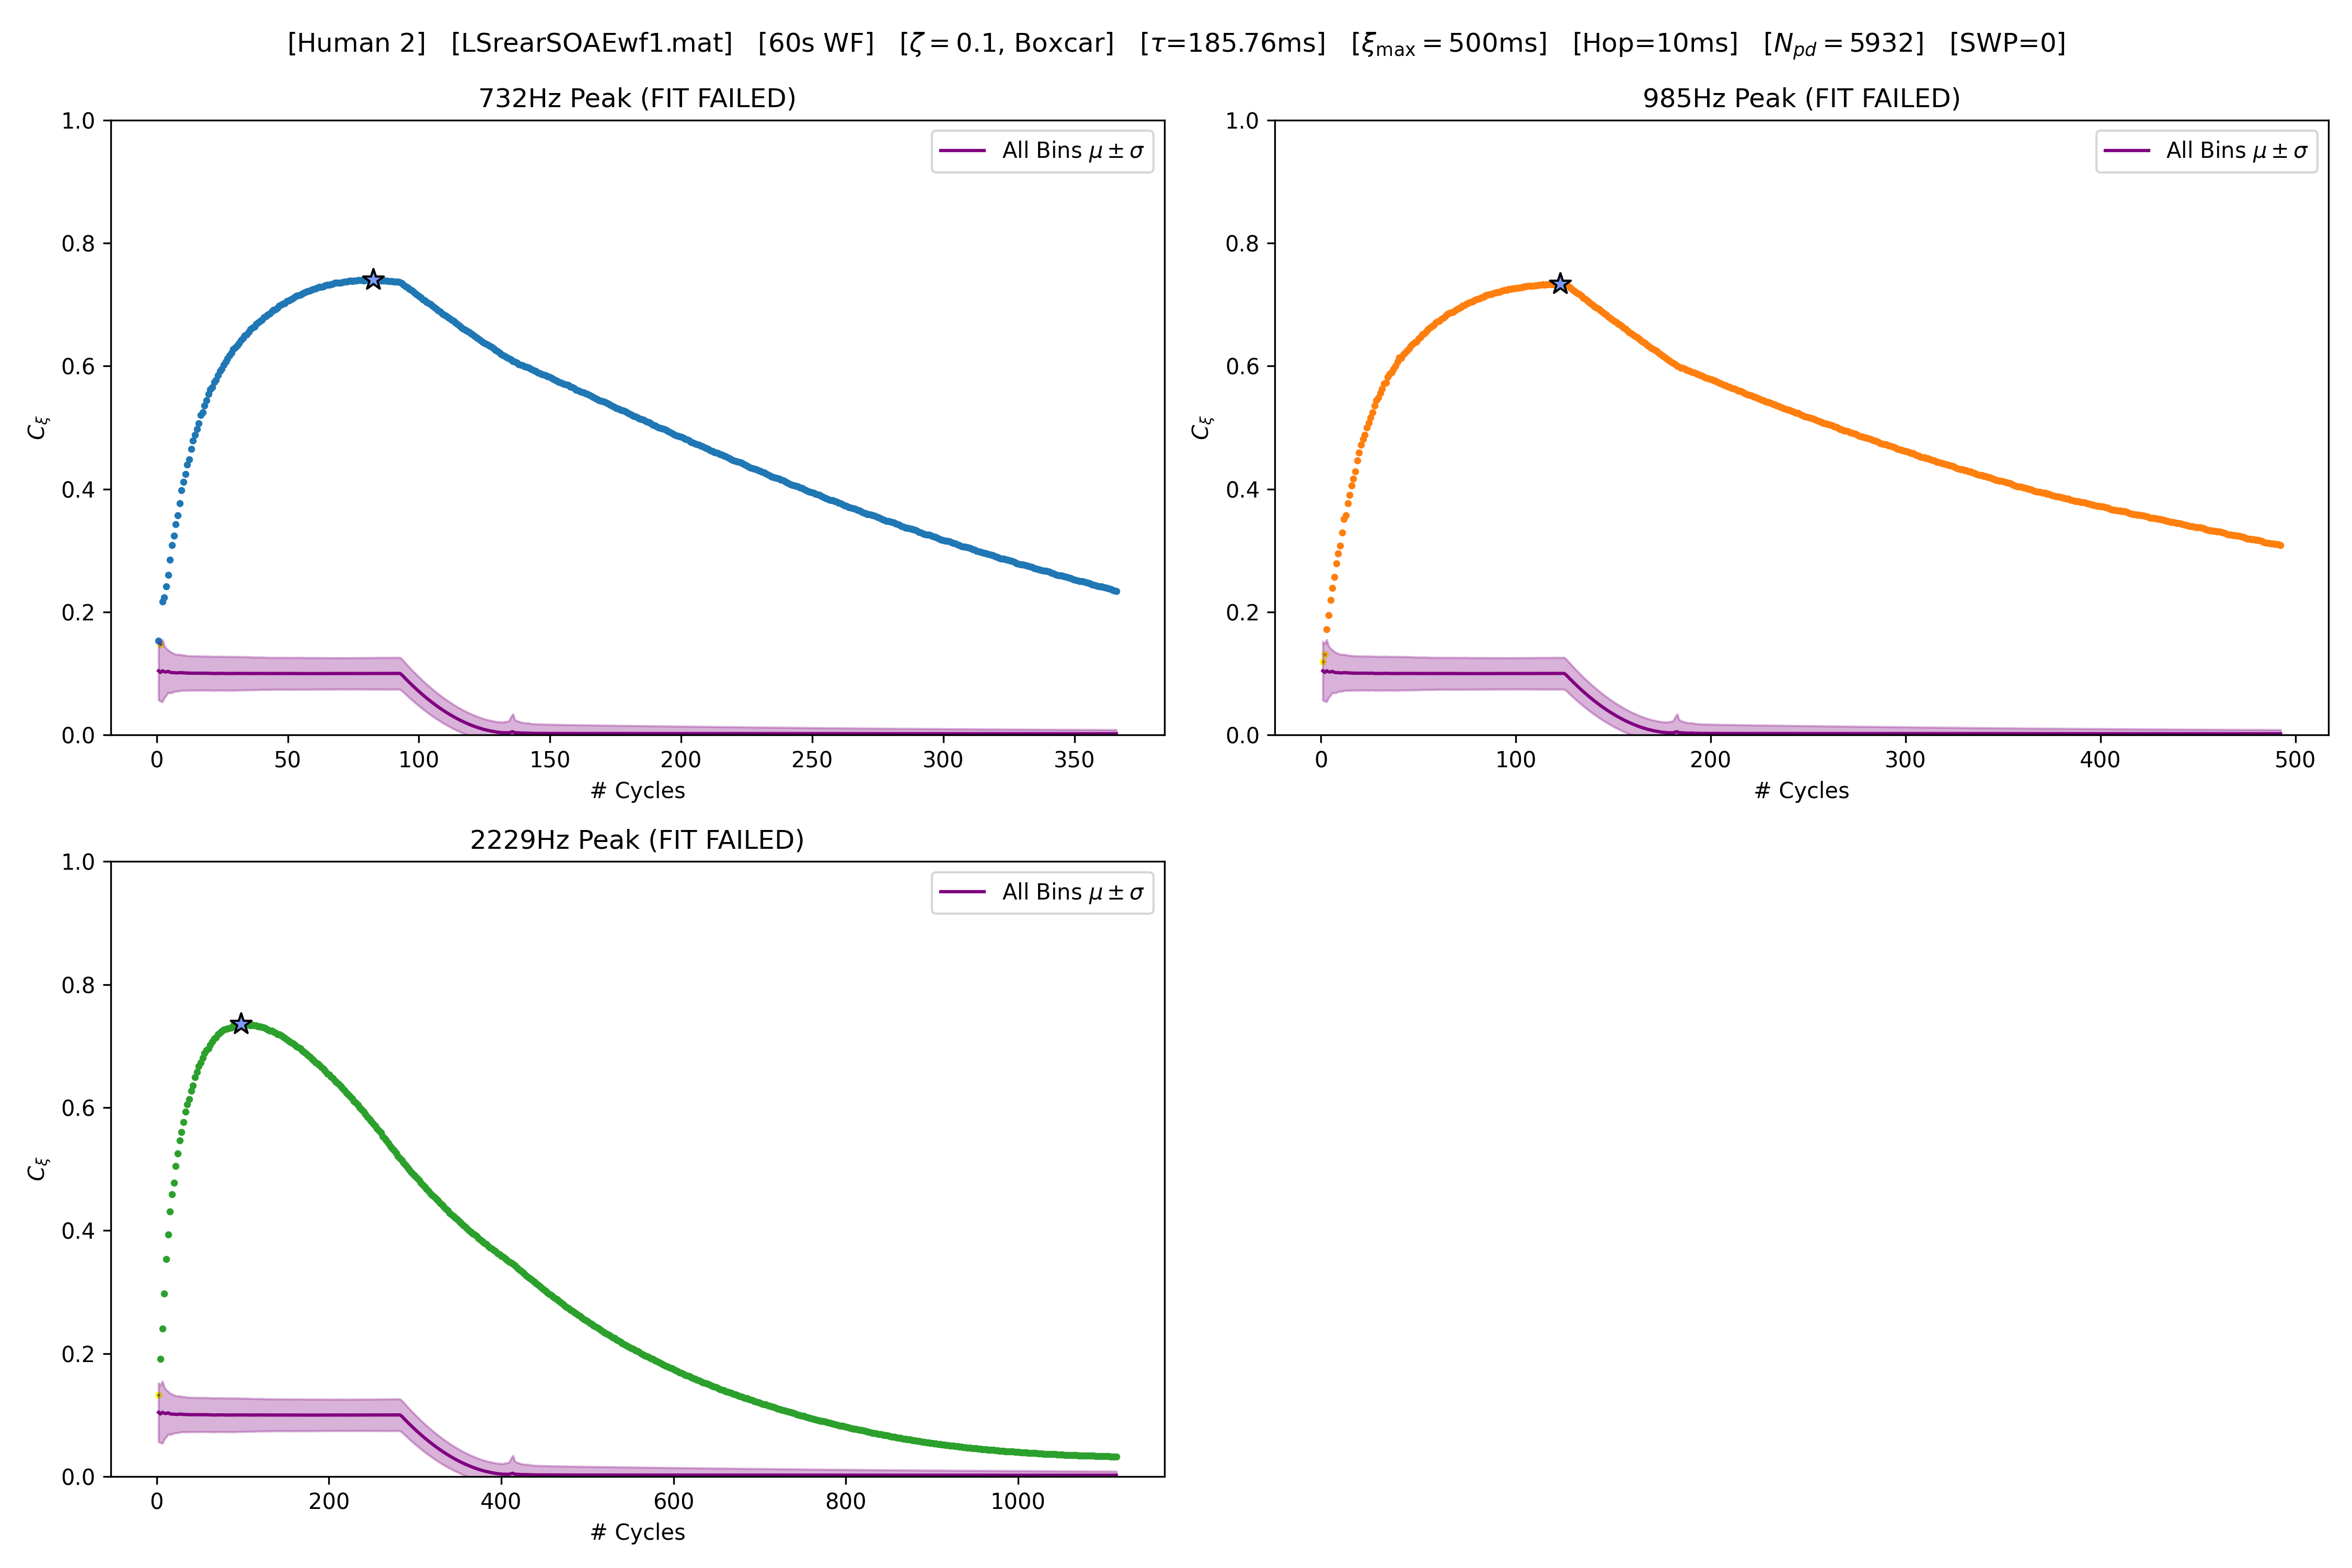 [Human 2] [LSrearSOAEwf1.mat] [60s WF] [ζ = 0.1, Boxcar] [τ=185.76ms] [ξmax = 500ms] [Hop=10ms] [Npd = 5932] [SWP=0]
732Hz Peak (FIT FAILED)
1.0
0.8
0.6
0.4
0.2
0.0
Cξ
All Bins μ ± σ
0 50 100 150 200 250 300 350
# Cycles
985Hz Peak (FIT FAILED)
1.0
0.8
0.6
0.4
0.2
0.0
Cξ
All Bins μ ± σ
0 100 200 300 400 500
# Cycles
2229Hz Peak (FIT FAILED)
1.0
0.8
0.6
0.4
0.2
0.0
Cξ
All Bins μ ± σ
0 200 400 600 800 1000
# Cycles